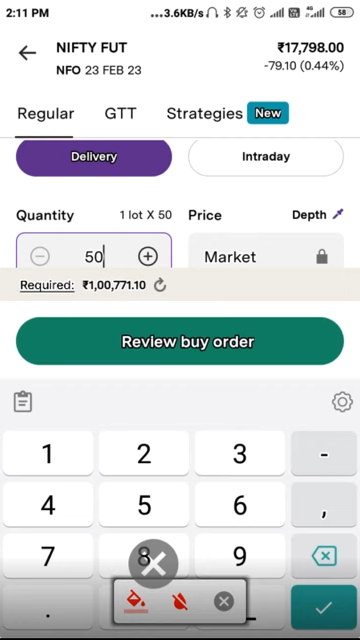 2:11 PM ...3.6KB/s 4G 58
NIFTY FUT ₹17,798.00
NFO 23 FEB 23 -79.10 (0.44%)
Regular GTT Strategies New
Delivery Intraday
Quantity 1 lot X 50 Price Depth
50 Market
Required: ₹1,00,771.10
Review buy order
1 2 3 -
4 5 6 ,
7 8 9
.